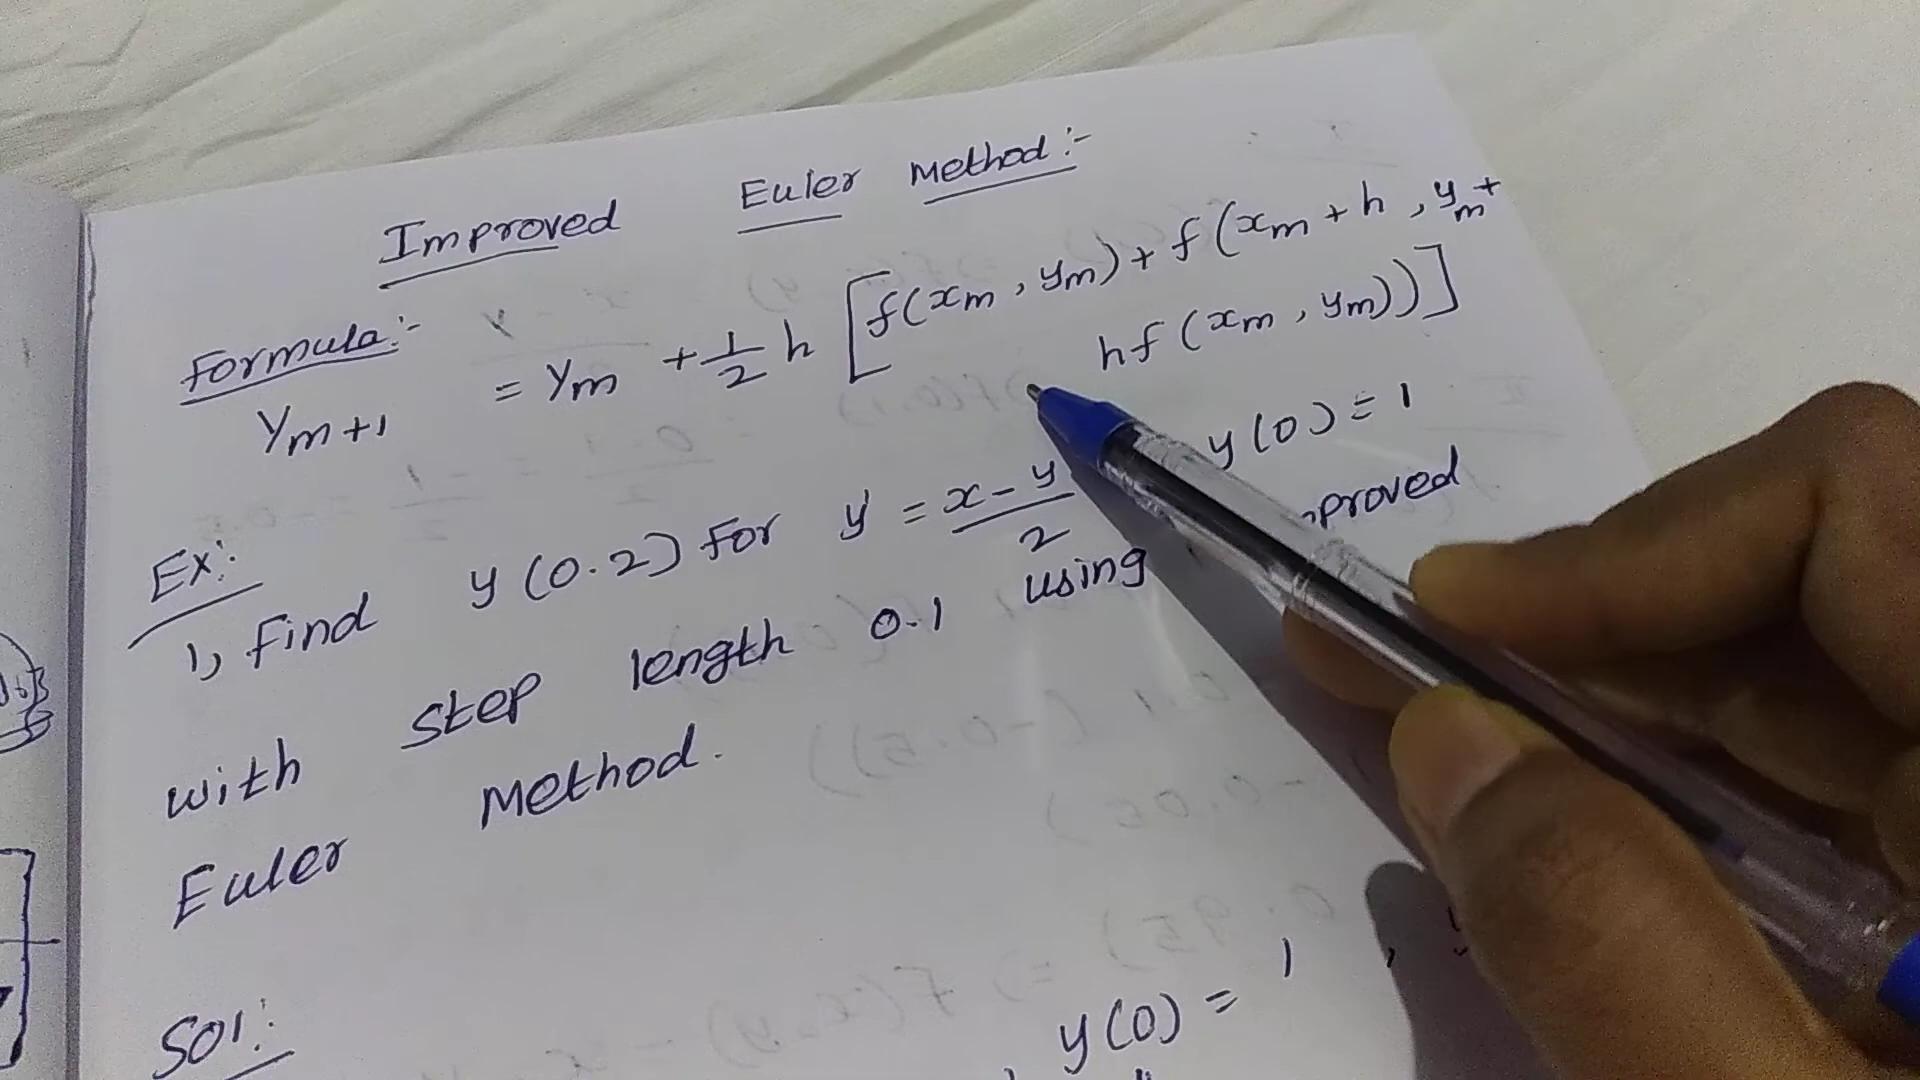 Improved Euler Method:-
Formula:-
Ym+1 = Ym + 1/2 h [f(xm, ym) + f(xm + h, ym +
hf(xm, ym))]
Ex:-
1, Find y(0.2) for y' = x-y/2 y(0) = 1
with step length 0.1 using
Euler Method.
Sol:- y(0) = 1,